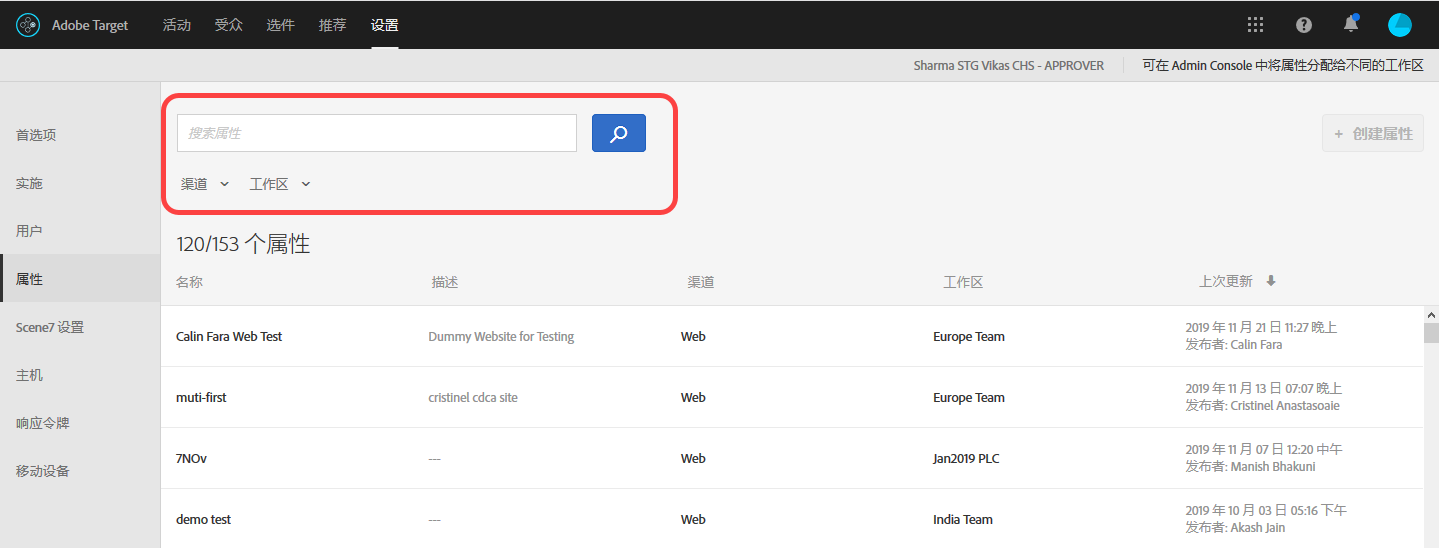 Adobe Target 活动 受众 选件 推荐 设置
Sharma STG Vikas CHS - APPROVER 可在 Admin Console 中将属性分配给不同的工作区
首选项
实施
用户
属性
Scene7 设置
主机
响应令牌
移动设备
搜索属性
+ 创建属性
渠道 工作区
120/153 个属性
名称 描述 渠道 工作区 上次更新
Calin Fara Web Test Dummy Website for Testing Web Europe Team 2019 年 11 月 21 日 11:27 晚上
发布者: Calin Fara
muti-first cristinel cdca site Web Europe Team 2019 年 11 月 13 日 07:07 晚上
发布者: Cristinel Anastasoaie
7NOv --- Web Jan2019 PLC 2019 年 11 月 07 日 12:20 中午
发布者: Manish Bhakuni
demo test --- Web India Team 2019 年 10 月 03 日 05:16 下午
发布者: Akash Jain